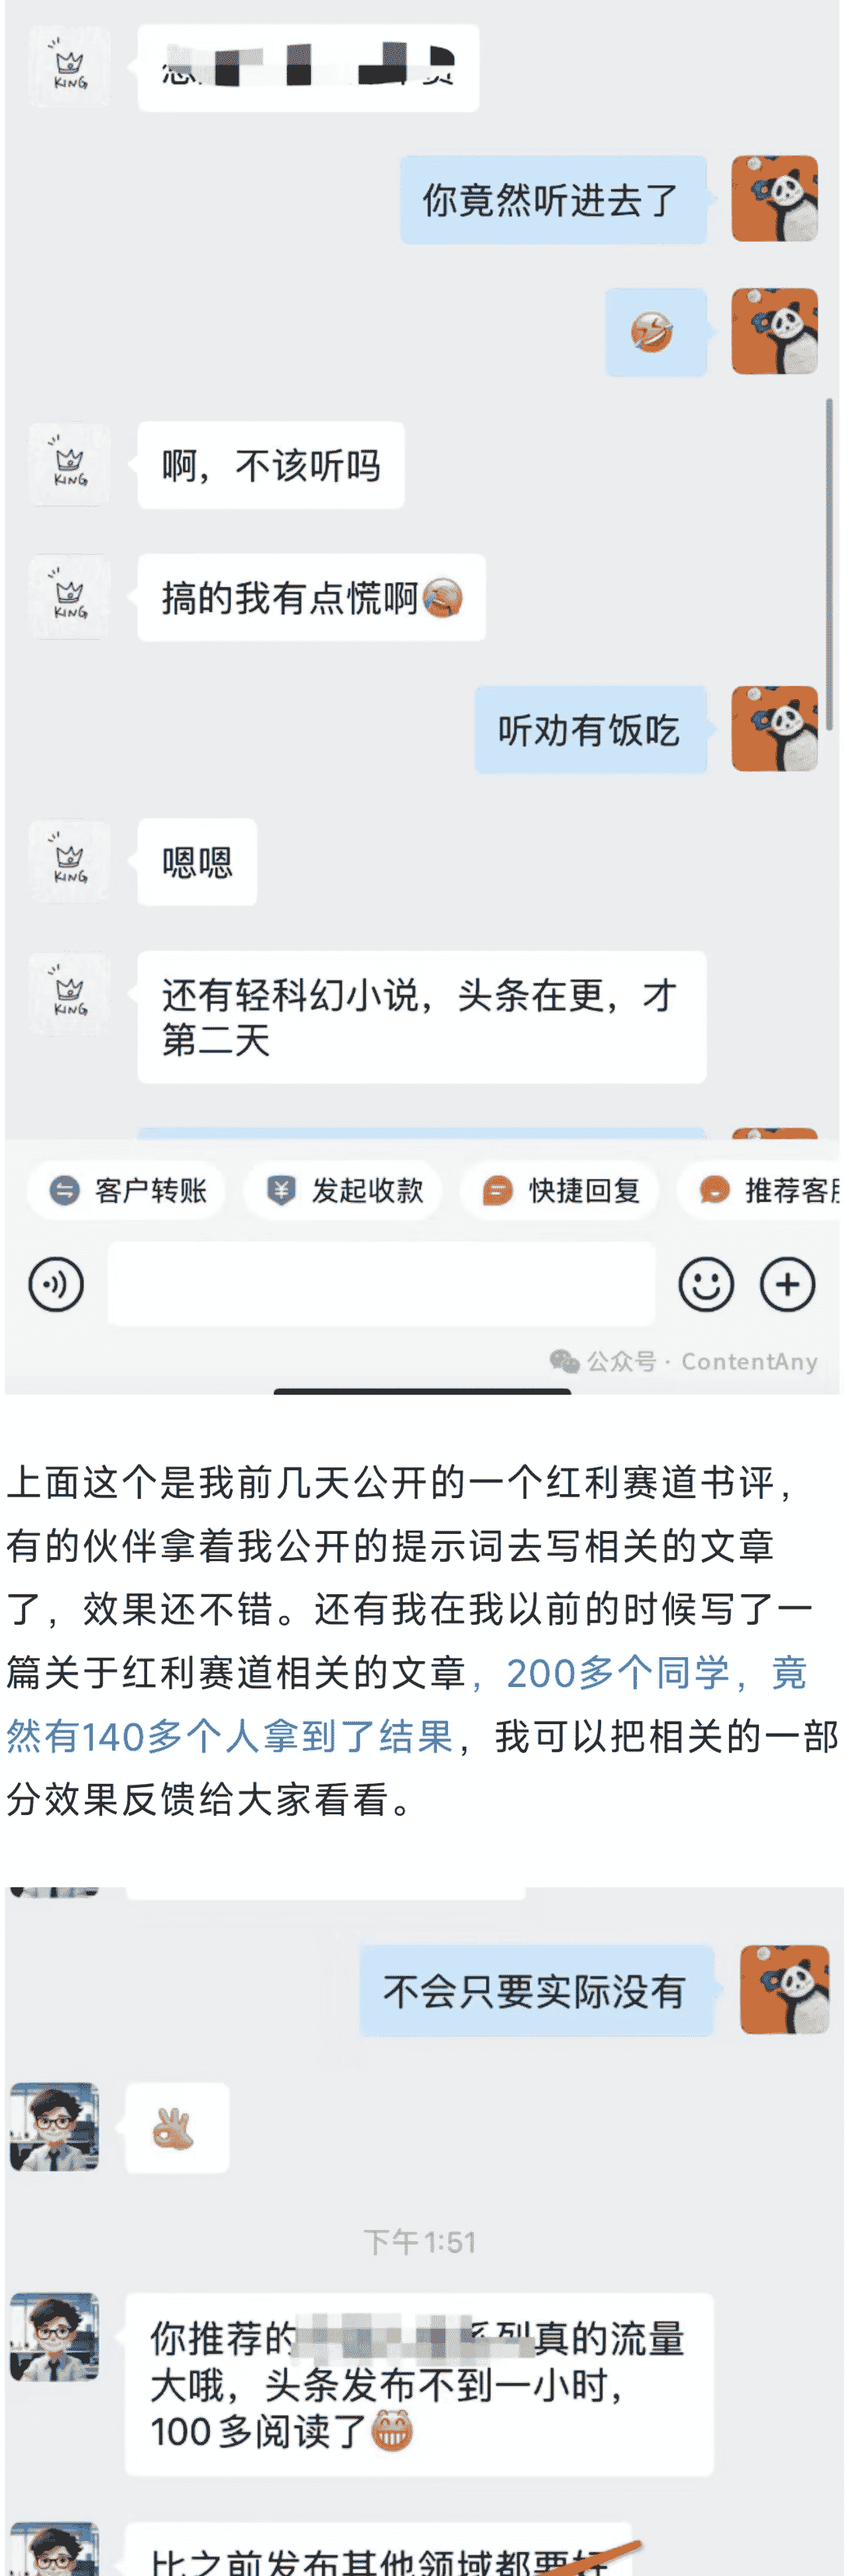 KING
你竟然听进去了
KING
啊，不该听吗
KING
搞的我有点慌啊
听劝有饭吃
KING
嗯嗯
KING
还有轻科幻小说，头条在更，才
第二天
客户转账
发起收款
快捷回复
推荐客服
公众号 · ContentAny
上面这个是我前几天公开的一个红利赛道书评，
有的伙伴拿着我公开的提示词去写相关的文章
了，效果还不错。还有我在我以前的时候写了一
篇关于红利赛道相关的文章，200多个同学，竟
然有140多个人拿到了结果，我可以把相关的一部
分效果反馈给大家看看。
不会只要实际没有
下午1:51
你推荐的系列真的流量
大哦，头条发布不到一小时，
100多阅读了
比之前发布其他领域都要好